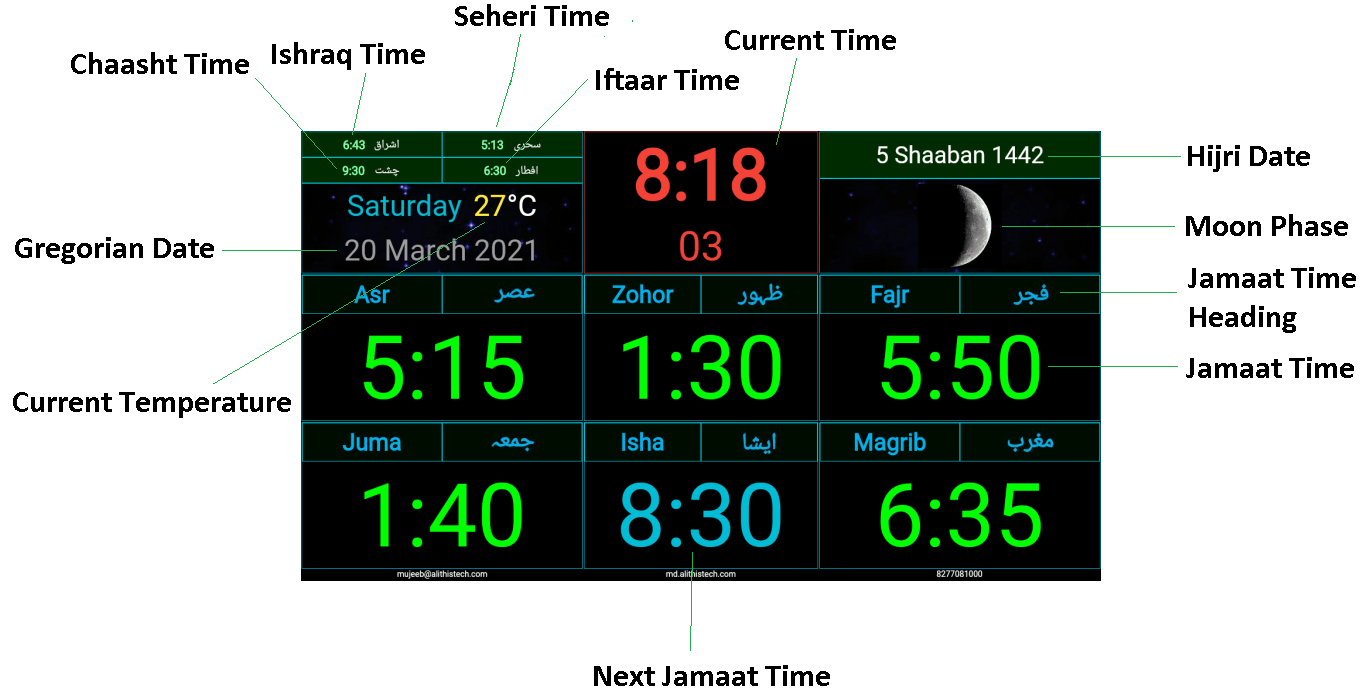 Seheri Time
Current Time
Ishraq Time
Chaasht Time
Iftaar Time
6:43 اشراق
5:13 سحری
9:30 چشت
6:30 افطار
8:18
03
5 Shaaban 1442
Hijri Date
Saturday 27°C
20 March 2021
Gregorian Date
Moon Phase
Jamaat Time
Heading
Asr عصر
Zohor ظہور
Fajr فجر
5:15
1:30
5:50
Jamaat Time
Current Temperature
Juma جمعہ
Isha ایشا
Magrib مغرب
1:40
8:30
6:35
mujeeb@alithistech.com
md.alithistech.com
8277081000
Next Jamaat Time